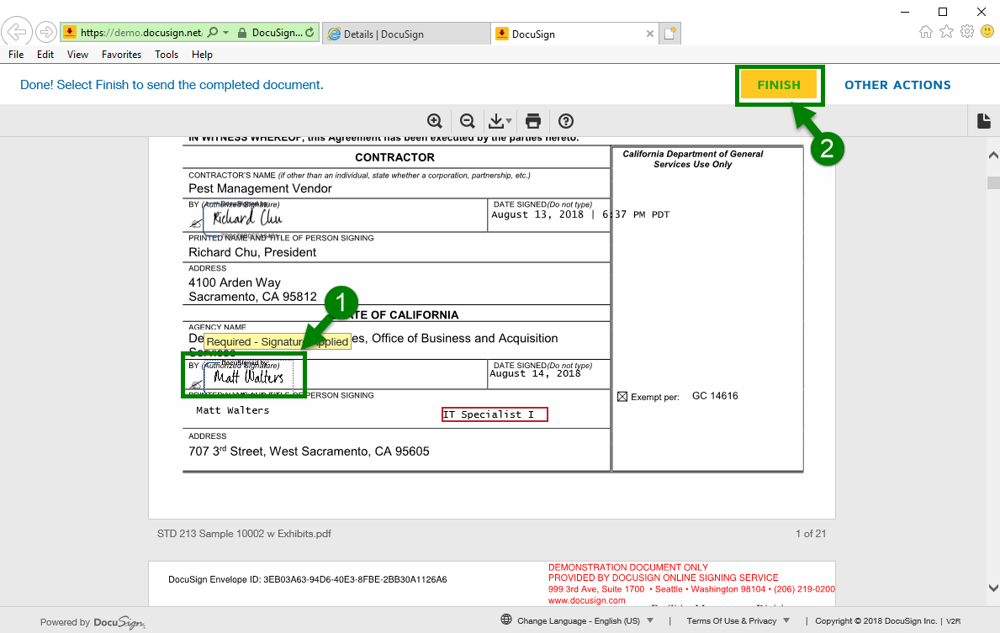 https://demo.docusign.net
DocuSign...
Details | DocuSign
DocuSign
File Edit View Favorites Tools Help
Done! Select Finish to send the completed document.
FINISH
OTHER ACTIONS
2
IN WITNESS WHEREOF, this Agreement has been executed by the parties hereto.
CONTRACTOR
California Department of General
Services Use Only
CONTRACTOR'S NAME (if other than an individual, state whether a corporation, partnership, etc.)
Pest Management Vendor
BY (Authorized Signature)
DocuSigned by:
DATE SIGNED(Do not type)
Richard Chu
August 13, 2018 | 6:37 PM PDT
PRINTED NAME AND TITLE OF PERSON SIGNING
Richard Chu, President
ADDRESS
4100 Arden Way
Sacramento, CA 95812
1
OF CALIFORNIA
AGENCY NAME
Required - Signature Applied
Office of Business and Acquisition
Services
BY (Authorized Signature)
DocuSigned by:
DATE SIGNED(Do not type)
Matt Walters
August 14, 2018
PRINTED NAME AND TITLE OF PERSON SIGNING
Exempt per: GC 14616
Matt Walters
IT Specialist I
ADDRESS
707 3rd Street, West Sacramento, CA 95605
STD 213 Sample 10002 w Exhibits.pdf
1 of 21
DocuSign Envelope ID: 3EB03A63-94D6-40E3-8FBE-2BB30A1126A6
DEMONSTRATION DOCUMENT ONLY
PROVIDED BY DOCUSIGN ONLINE SIGNING SERVICE
999 3rd Ave, Suite 1700 • Seattle • Washington 98104 • (206) 219-0200
www.docusign.com
Powered by DocuSign
Change Language - English (US) | Terms Of Use & Privacy | Copyright © 2018 DocuSign Inc. | V2R